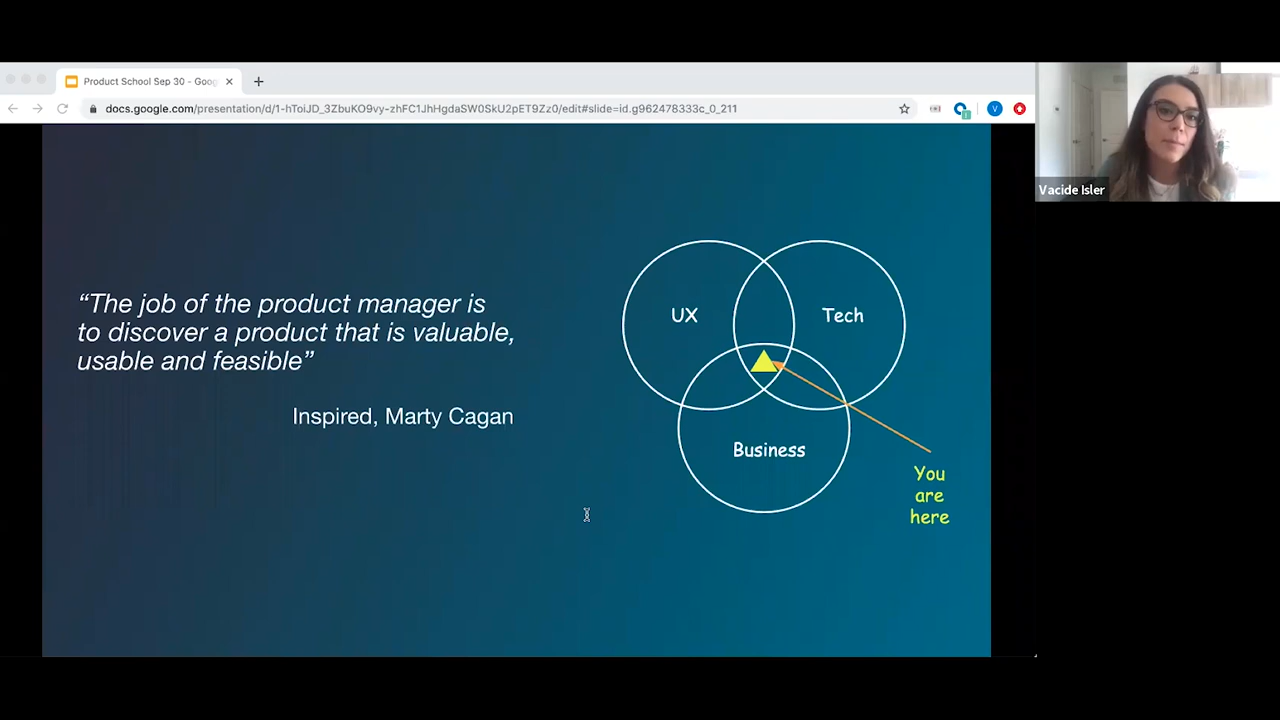 Product School Sep 30 - Goog
docs.google.com/presentation/d/1-hToiJD_3ZbuKO9vy-zhFC1JhHgdaSW0SkU2pET9Zz0/edit#slide=id.g962478333c_0_211
V
Vacide Isler
“The job of the product manager is
to discover a product that is valuable,
usable and feasible”
Inspired, Marty Cagan
UX
Tech
Business
You
are
here